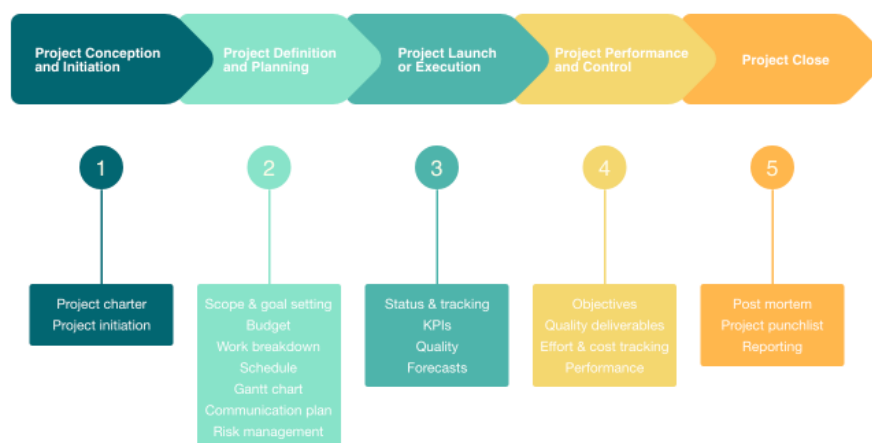 Project Conception
and Initiation
Project Definition
and Planning
Project Launch
or Execution
Project Performance
and Control
Project Close
1
2
3
4
5
Project charter
Project initiation
Scope & goal setting
Budget
Work breakdown
Schedule
Gantt chart
Communication plan
Risk management
Status & tracking
KPIs
Quality
Forecasts
Objectives
Quality deliverables
Effort & cost tracking
Performance
Post mortem
Project punchlist
Reporting